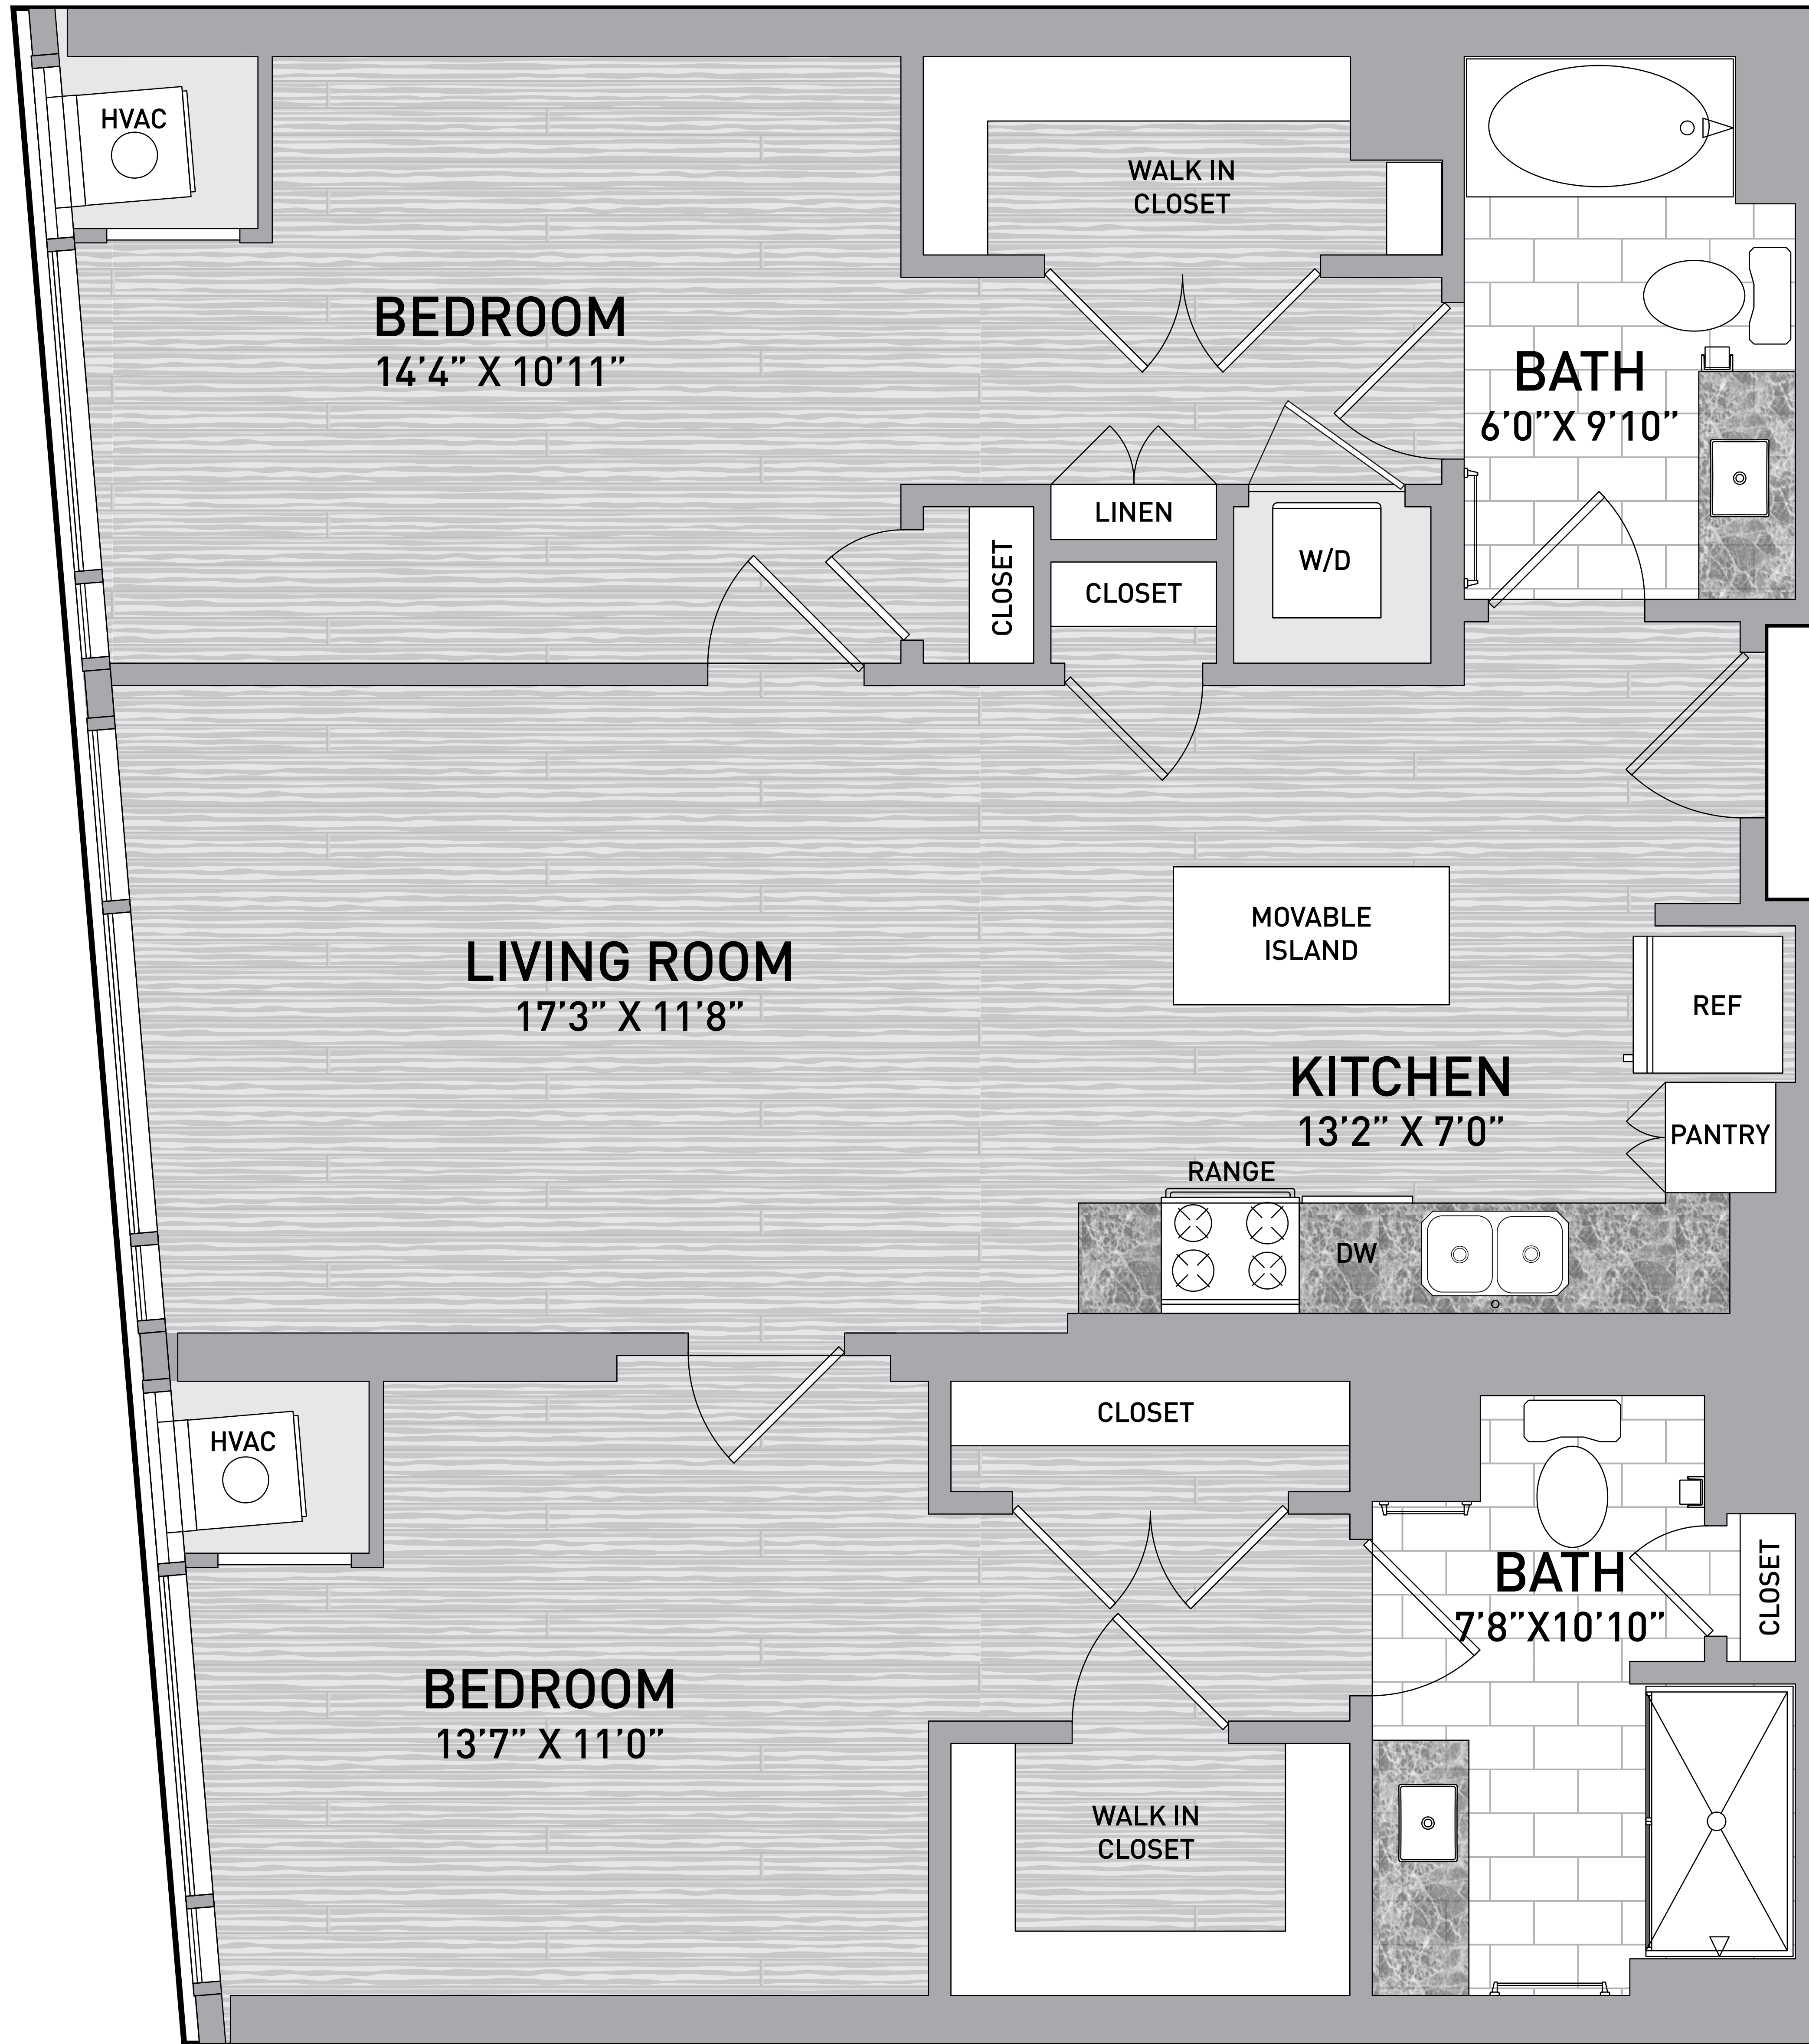 HVAC
WALK IN
CLOSET
BEDROOM
14’4” X 10’11”
BATH
6’0”X 9’10”
LINEN
CLOSET
CLOSET
W/D
MOVABLE
ISLAND
LIVING ROOM
17’3” X 11’8”
REF
KITCHEN
13’2” X 7’0”
PANTRY
RANGE
DW
CLOSET
HVAC
BATH
7’8”X10’10”
CLOSET
BEDROOM
13’7” X 11’0”
WALK IN
CLOSET